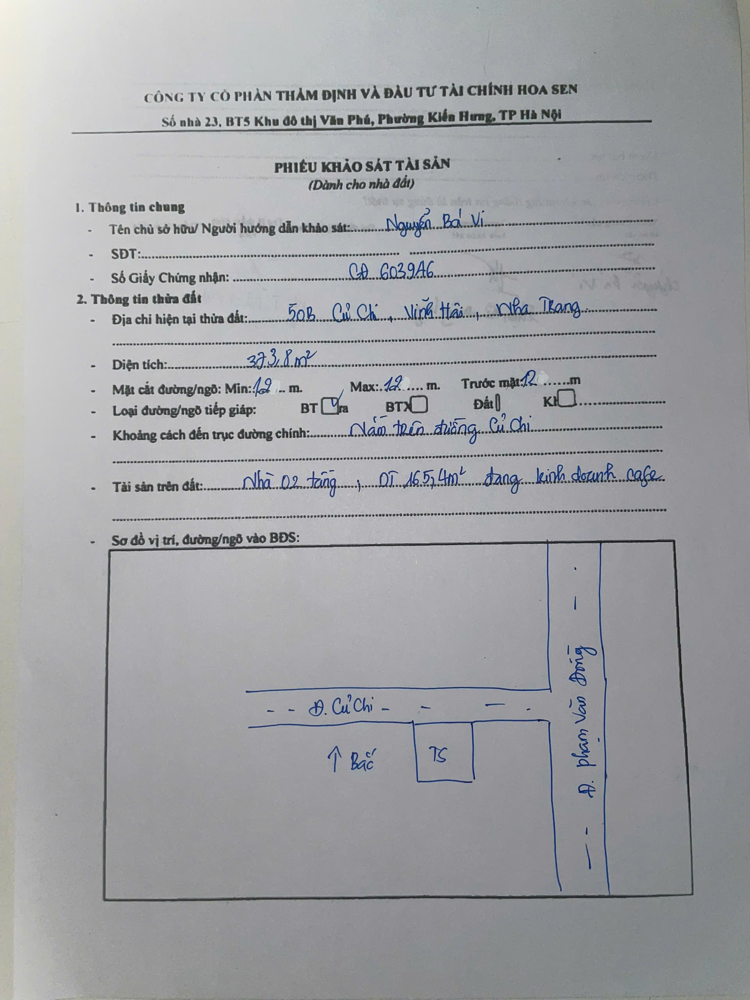 CÔNG TY CỔ PHẦN THẨM ĐỊNH VÀ ĐẦU TƯ TÀI CHÍNH HOA SEN
Số nhà 23, BT5 Khu đô thị Văn Phú, Phường Kiến Hưng, TP Hà Nội
PHIẾU KHẢO SÁT TÀI SẢN
(Dành cho nhà đất)
1. Thông tin chung
- Tên chủ sở hữu/ Người hướng dẫn khảo sát: Nguyễn Bá Vi
- SĐT:
- Số Giấy Chứng nhận: CĐ 603946
2. Thông tin thửa đất
- Địa chỉ hiện tại thửa đất: 50B Củ Chi, Vĩnh Hải, Nha Trang
- Diện tích: 373,8 m²
- Mặt cắt đường/ngõ: Min: 12 m. Max: 12 m. Trước mặt: 12 m
- Loại đường/ngõ tiếp giáp: BT ra BTX Đất Kh
- Khoảng cách đến trục đường chính: Nằm trên đường Củ Chi
- Tài sản trên đất: Nhà 02 tầng; DT 165,4m² đang kinh doanh cafe
- Sơ đồ vị trí, đường/ngõ vào BĐS:
Đ. Phạm Văn Đồng
Đ. Củ Chi
TS
↑ Bắc